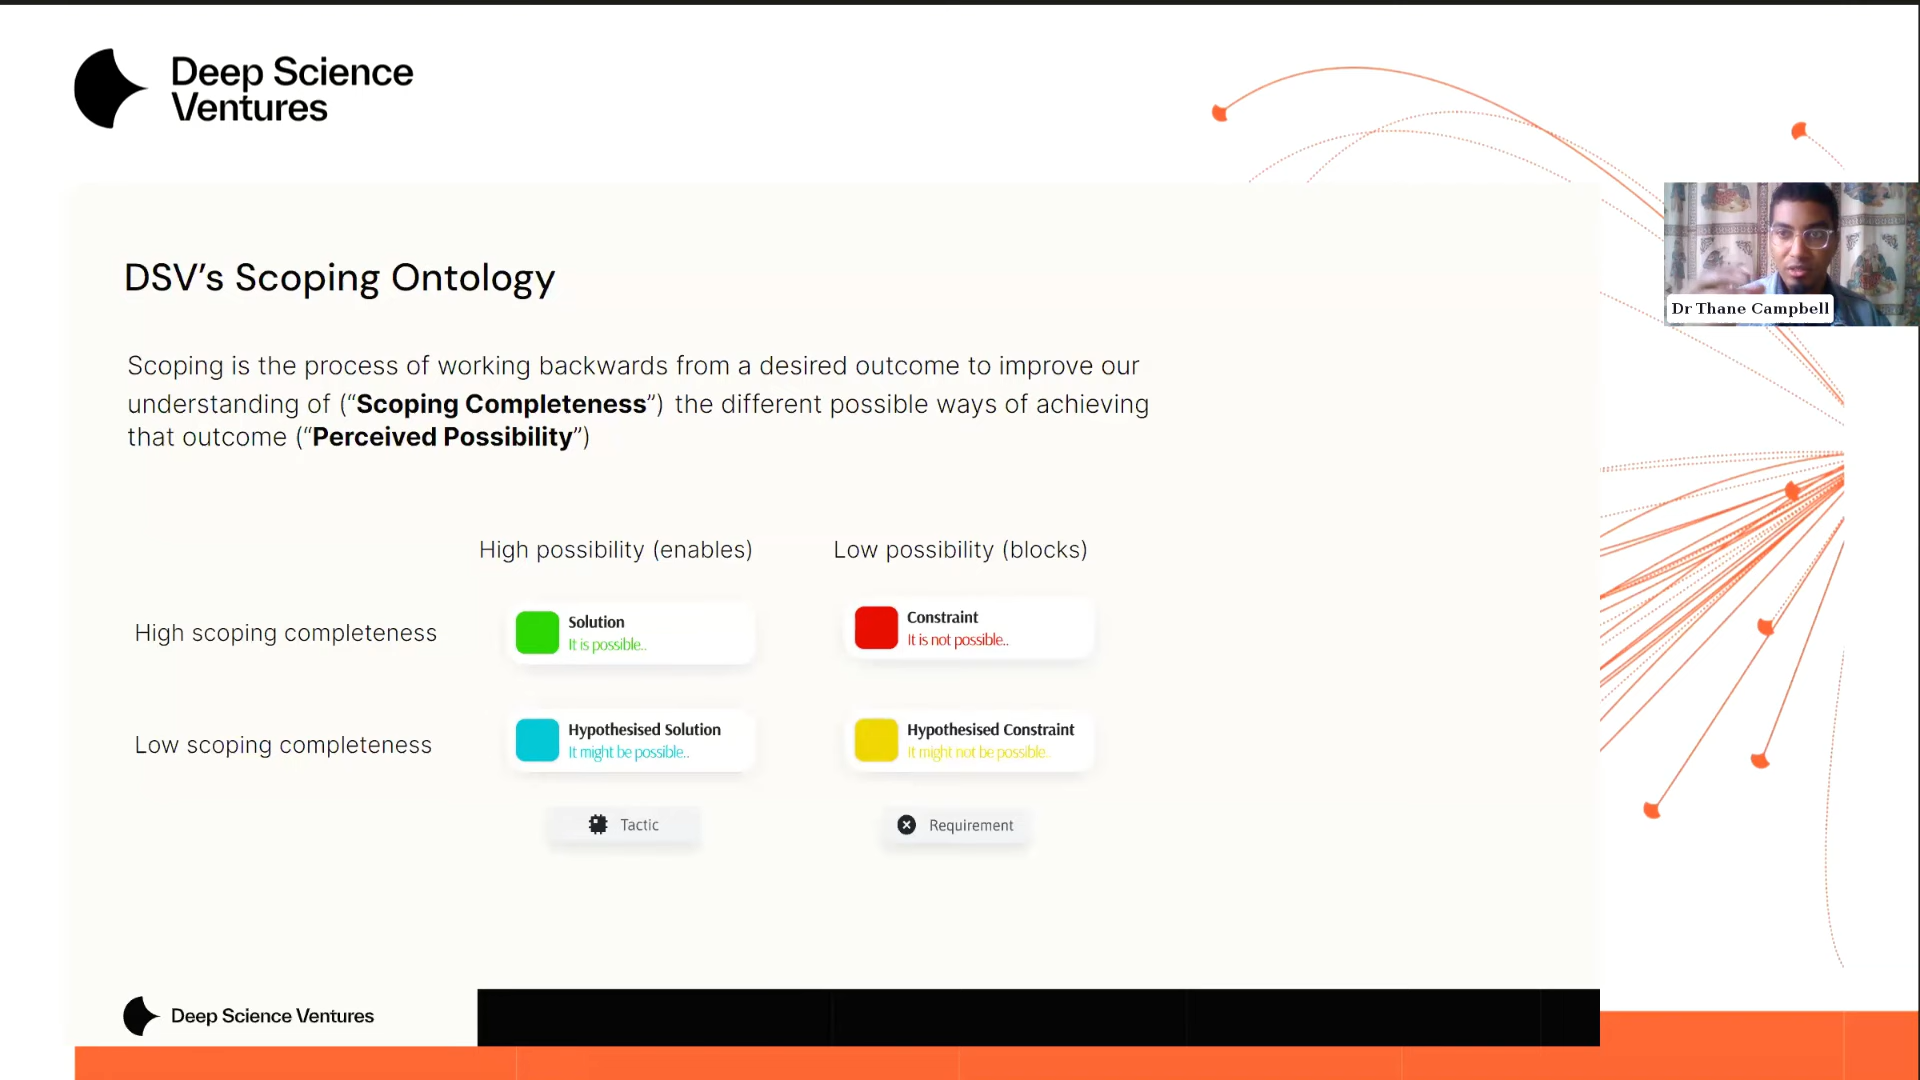 Deep Science
Ventures
Dr Thane Campbell
DSV’s Scoping Ontology
Scoping is the process of working backwards from a desired outcome to improve our
understanding of (“Scoping Completeness”) the different possible ways of achieving
that outcome (“Perceived Possibility”)
High possibility (enables)
Low possibility (blocks)
High scoping completeness
Solution
It is possible..
Constraint
It is not possible..
Low scoping completeness
Hypothesised Solution
It might be possible..
Hypothesised Constraint
It might not be possible..
Tactic
Requirement
Deep Science Ventures